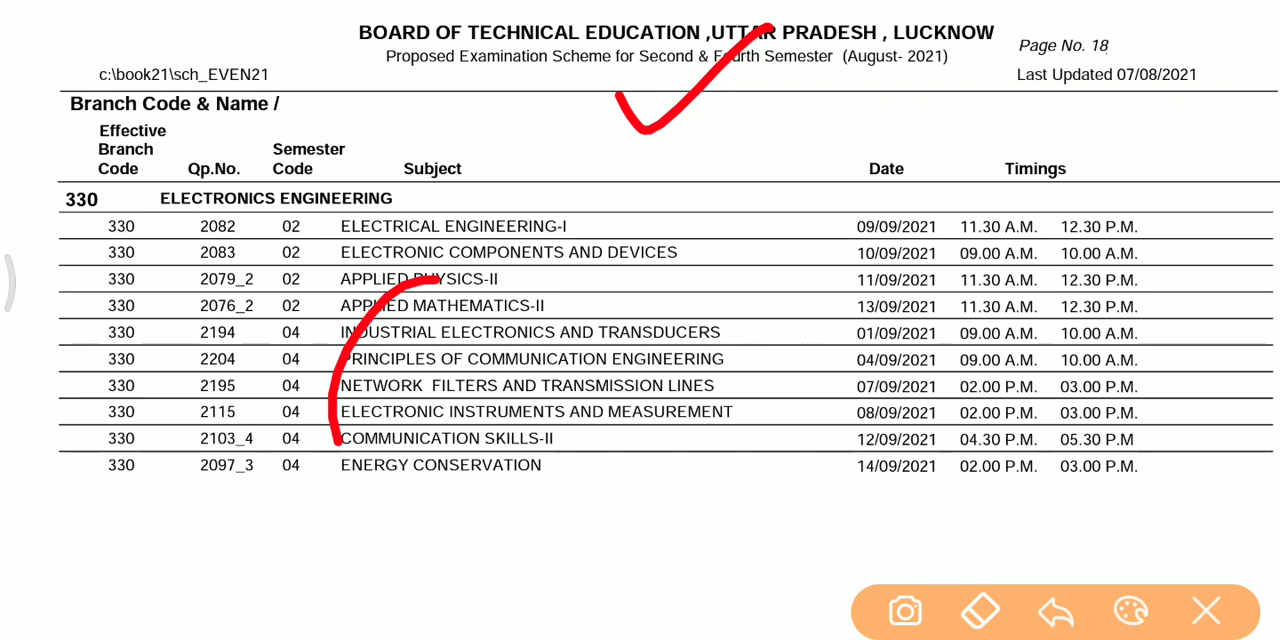 BOARD OF TECHNICAL EDUCATION ,UTTAR PRADESH , LUCKNOW
Proposed Examination Scheme for Second & Fourth Semester (August- 2021)
Page No. 18
c:\book21\sch_EVEN21
Last Updated 07/08/2021
Branch Code & Name /
Effective Branch Code Qp.No. Semester Code Subject Date Timings
330 ELECTRONICS ENGINEERING
330 2082 02 ELECTRICAL ENGINEERING-I 09/09/2021 11.30 A.M. 12.30 P.M.
330 2083 02 ELECTRONIC COMPONENTS AND DEVICES 10/09/2021 09.00 A.M. 10.00 A.M.
330 2079_2 02 APPLIED PHYSICS-II 11/09/2021 11.30 A.M. 12.30 P.M.
330 2076_2 02 APPLIED MATHEMATICS-II 13/09/2021 11.30 A.M. 12.30 P.M.
330 2194 04 INDUSTRIAL ELECTRONICS AND TRANSDUCERS 01/09/2021 09.00 A.M. 10.00 A.M.
330 2204 04 PRINCIPLES OF COMMUNICATION ENGINEERING 04/09/2021 09.00 A.M. 10.00 A.M.
330 2195 04 NETWORK FILTERS AND TRANSMISSION LINES 07/09/2021 02.00 P.M. 03.00 P.M.
330 2115 04 ELECTRONIC INSTRUMENTS AND MEASUREMENT 08/09/2021 02.00 P.M. 03.00 P.M.
330 2103_4 04 COMMUNICATION SKILLS-II 12/09/2021 04.30 P.M. 05.30 P.M
330 2097_3 04 ENERGY CONSERVATION 14/09/2021 02.00 P.M. 03.00 P.M.